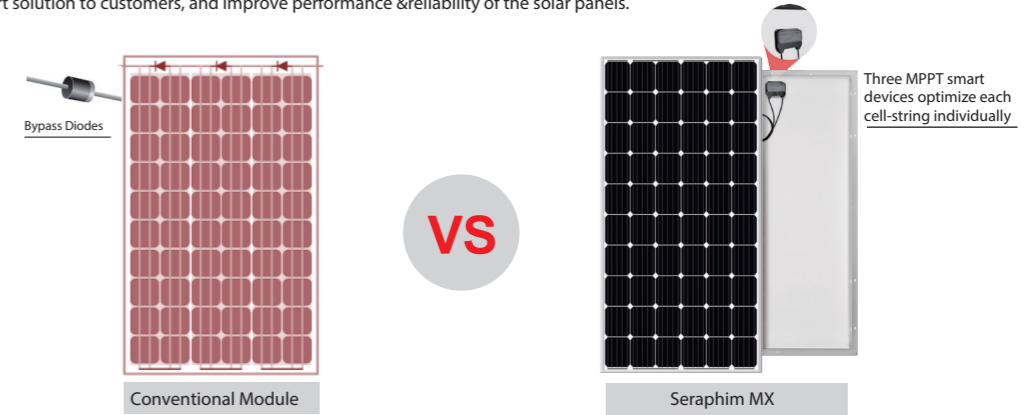 rt solution to customers, and improve performance &reliability of the solar panels.
Bypass Diodes
VS
Three MPPT smart
devices optimize each
cell-string individually
Conventional Module
Seraphim MX